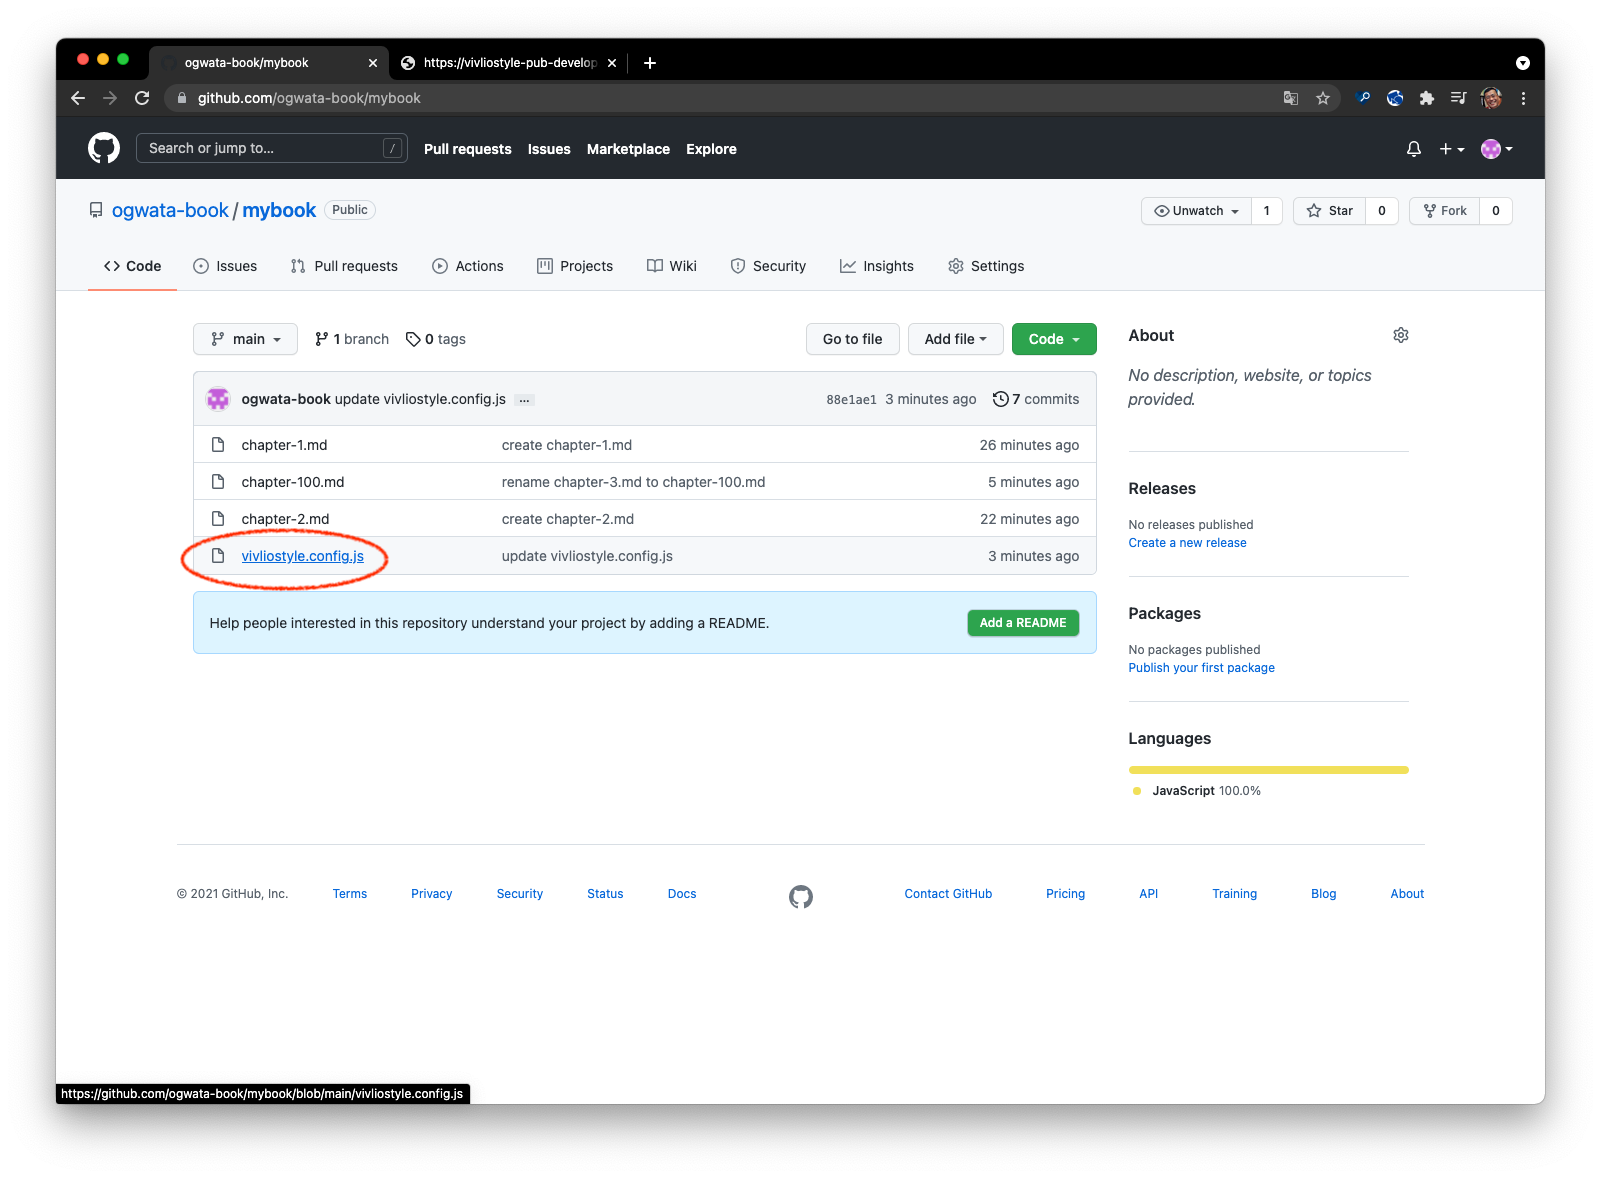 ogwata-book/mybook
https://vivliostyle-pub-develop
github.com/ogwata-book/mybook
Search or jump to... /
Pull requests Issues Marketplace Explore
ogwata-book / mybook Public
Unwatch 1 Star 0 Fork 0
Code Issues Pull requests Actions Projects Wiki Security Insights Settings
main 1 branch 0 tags Go to file Add file Code
ogwata-book update vivliostyle.config.js ... 88e1ae1 3 minutes ago 7 commits
chapter-1.md create chapter-1.md 26 minutes ago
chapter-100.md rename chapter-3.md to chapter-100.md 5 minutes ago
chapter-2.md create chapter-2.md 22 minutes ago
vivliostyle.config.js update vivliostyle.config.js 3 minutes ago
Help people interested in this repository understand your project by adding a README. Add a README
About
No description, website, or topics
provided.
Releases
No releases published
Create a new release
Packages
No packages published
Publish your first package
Languages
JavaScript 100.0%
© 2021 GitHub, Inc. Terms Privacy Security Status Docs Contact GitHub Pricing API Training Blog About
https://github.com/ogwata-book/mybook/blob/main/vivliostyle.config.js